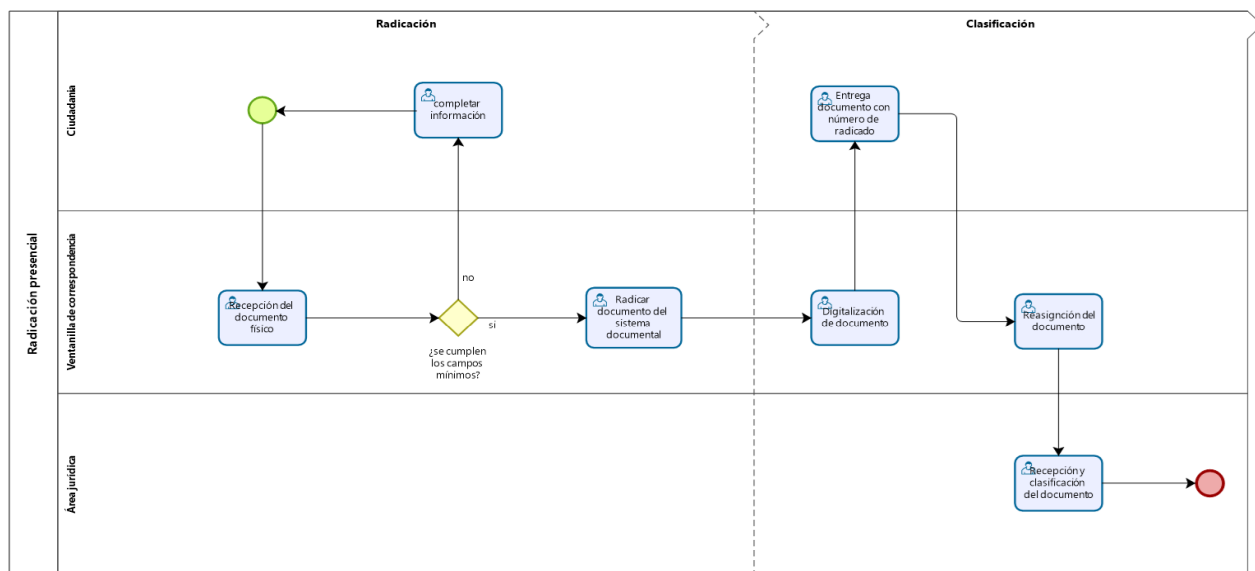 Radicación
Clasificación
Radicación presencial
Ciudadania
completar
información
Entrega
documento con
número de
radicado
Ventanilla de correspondencia
Recepción del
documento
físico
no
si
¿se cumplen
los campos
mínimos?
Radicar
documento del
sistema
documental
Digitalización
de documento
Reasignción del
documento
Área jurídica
Recepción y
clasificación
del documento